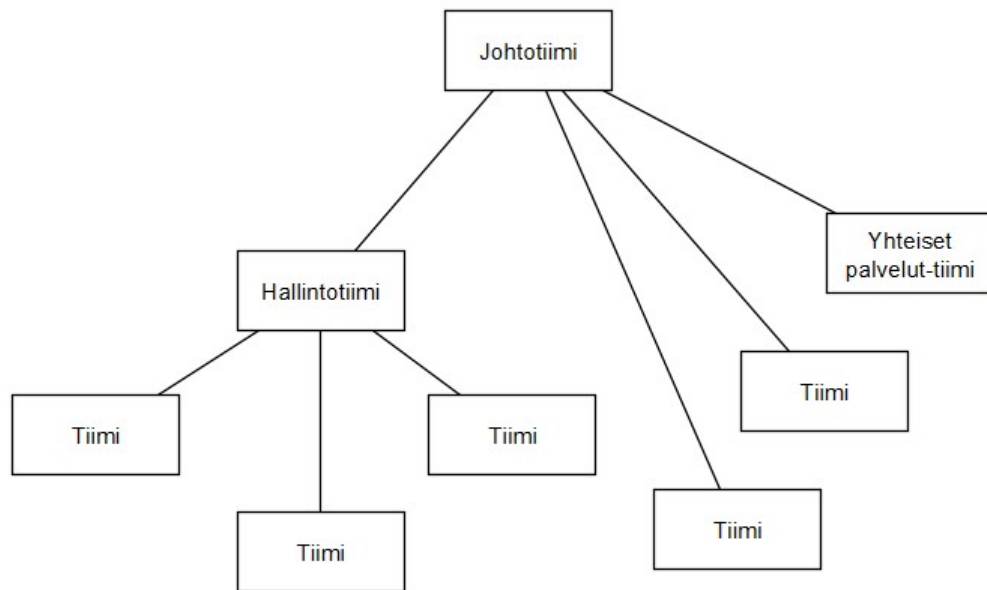 Johtotiimi
Yhteiset
palvelut-tiimi
Hallintotiimi
Tiimi
Tiimi
Tiimi
Tiimi
Tiimi